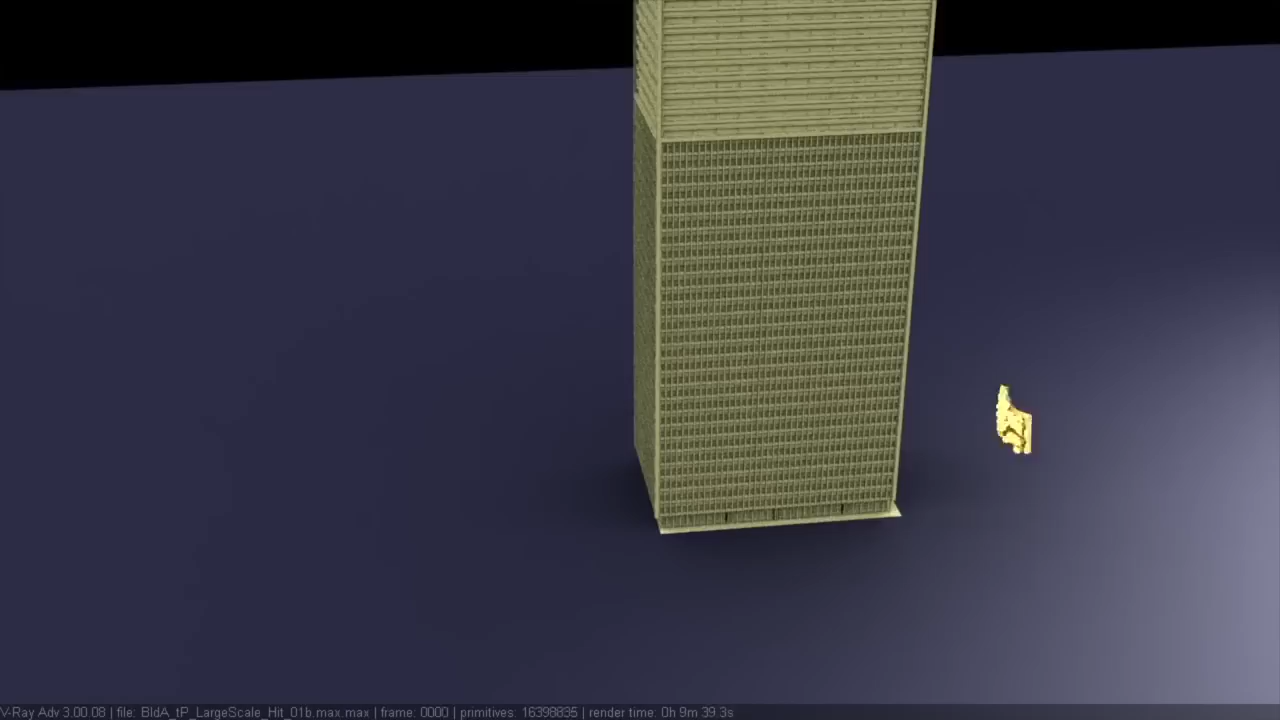 V-Ray Adv 3.00.08 | file: BldA_tP_LargeScale_Hit_01b.max.max | frame: 0000 | primitives: 16398835 | render time: 0h 9m 39.3s